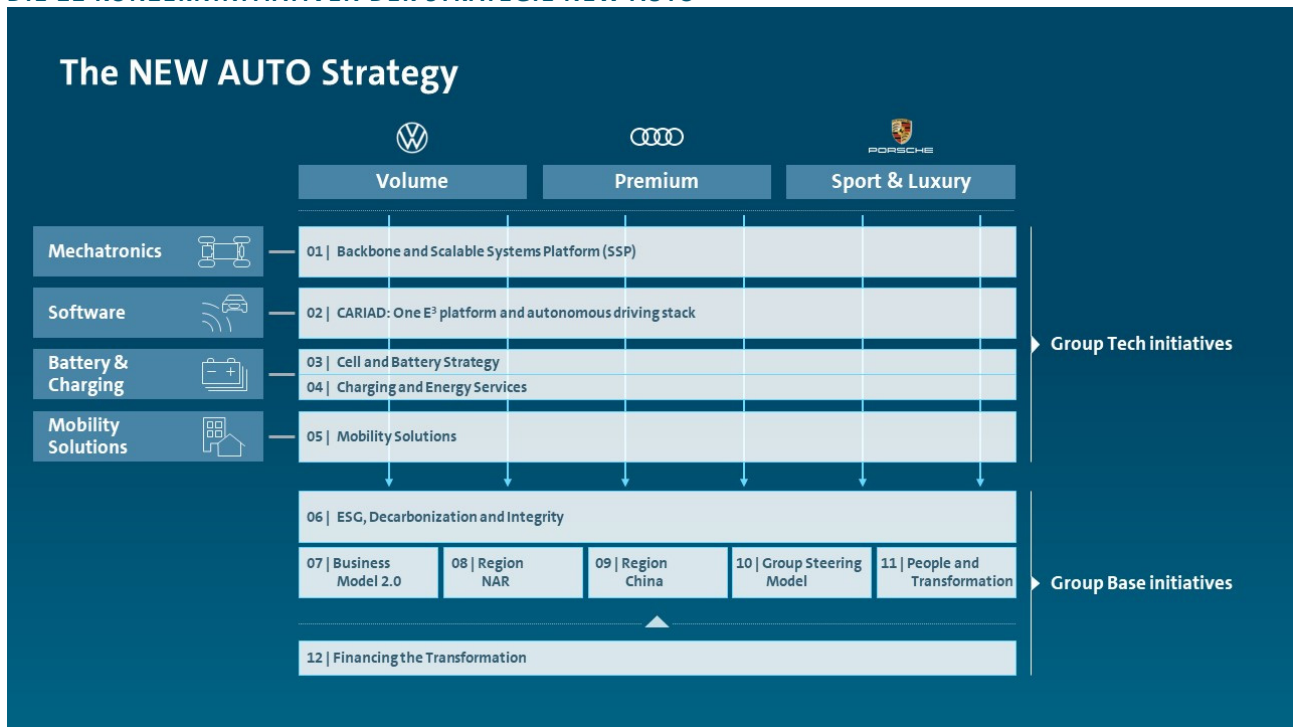 The NEW AUTO Strategy
PORSCHE
Volume
Premium
Sport & Luxury
Mechatronics
01 | Backbone and Scalable Systems Platform (SSP)
Software
02 | CARIAD: One E³ platform and autonomous driving stack
Battery &
Charging
03 | Cell and Battery Strategy
04 | Charging and Energy Services
Mobility
Solutions
05 | Mobility Solutions
Group Tech initiatives
06 | ESG, Decarbonization and Integrity
07 | Business
Model 2.0
08 | Region
NAR
09 | Region
China
10 | Group Steering
Model
11 | People and
Transformation
Group Base initiatives
12 | Financing the Transformation